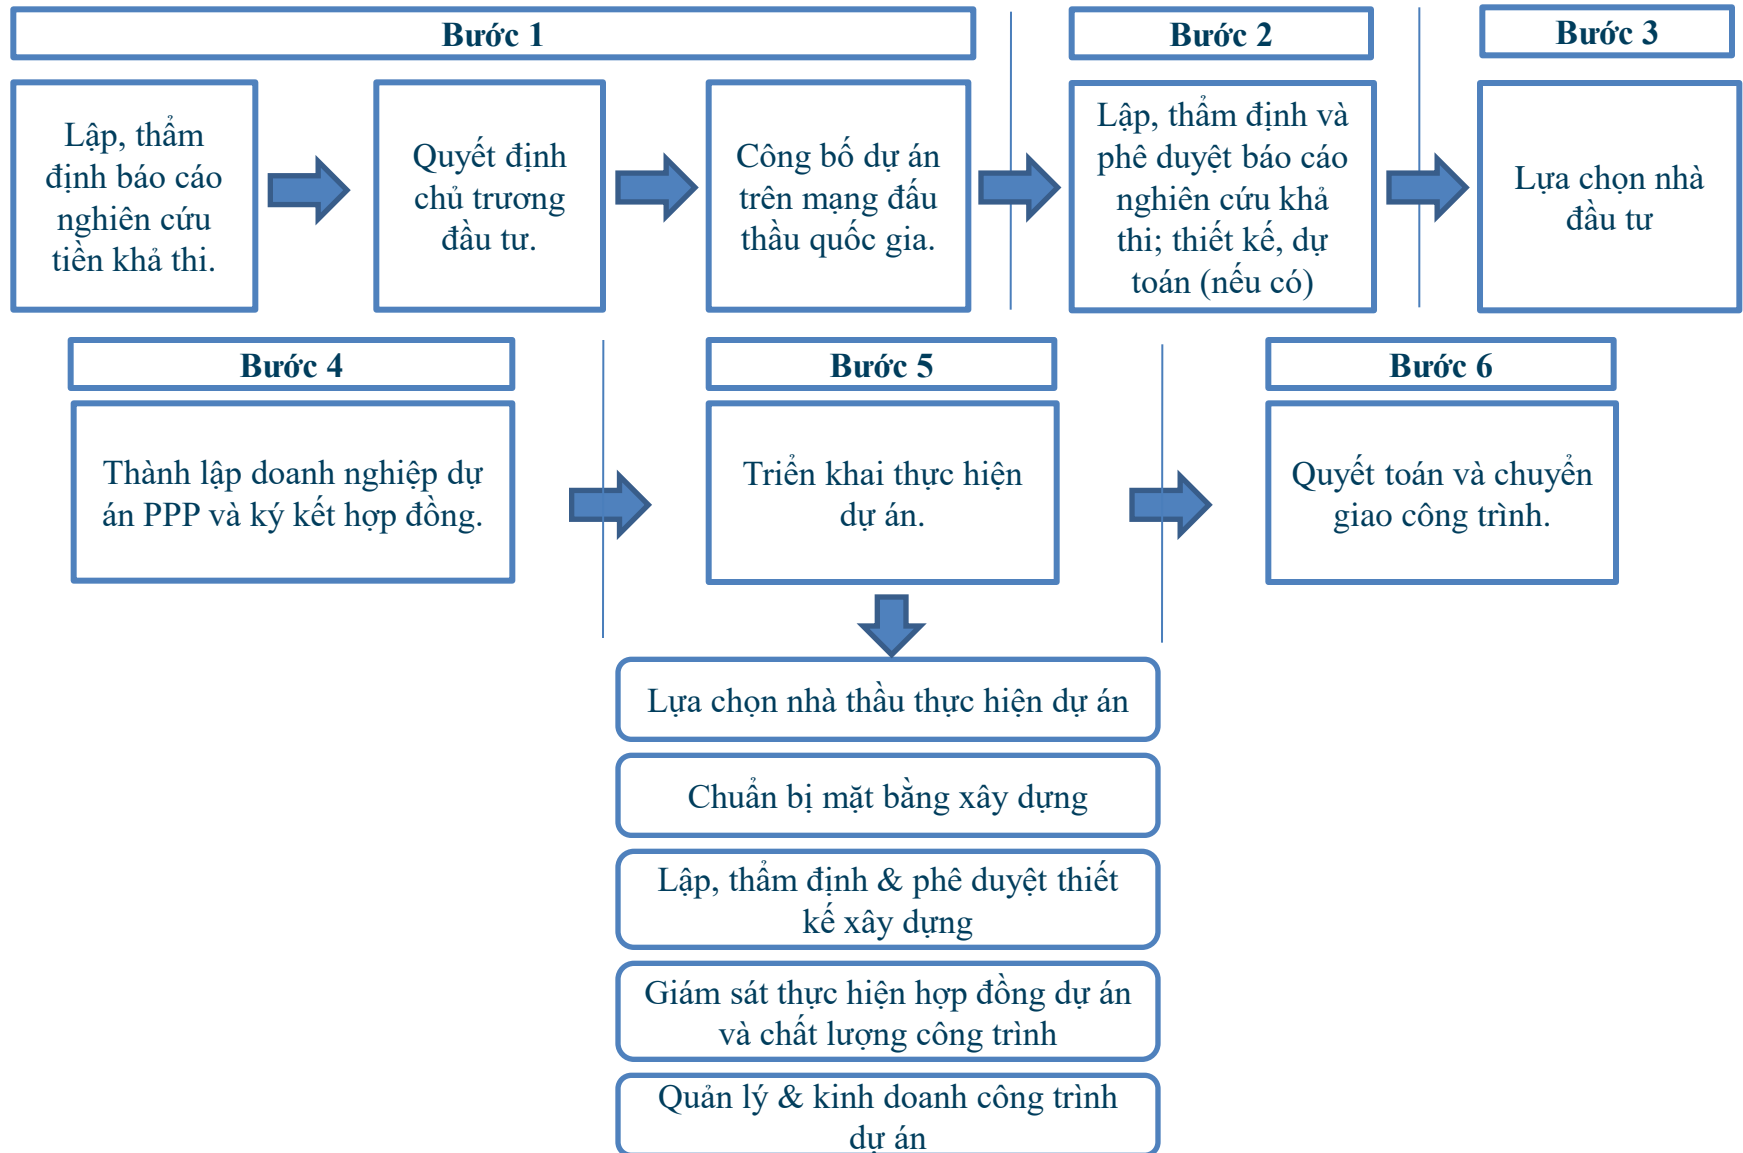 Bước 1
Lập, thẩm
định báo cáo
nghiên cứu
tiền khả thi.
Quyết định
chủ trương
đầu tư.
Công bố dự án
trên mạng đấu
thầu quốc gia.
Bước 2
Lập, thẩm định và
phê duyệt báo cáo
nghiên cứu khả
thi; thiết kế, dự
toán (nếu có)
Bước 3
Lựa chọn nhà
đầu tư
Bước 4
Thành lập doanh nghiệp dự
án PPP và ký kết hợp đồng.
Bước 5
Triển khai thực hiện
dự án.
Bước 6
Quyết toán và chuyển
giao công trình.
Lựa chọn nhà thầu thực hiện dự án
Chuẩn bị mặt bằng xây dựng
Lập, thẩm định & phê duyệt thiết
kế xây dựng
Giám sát thực hiện hợp đồng dự án
và chất lượng công trình
Quản lý & kinh doanh công trình
dự án